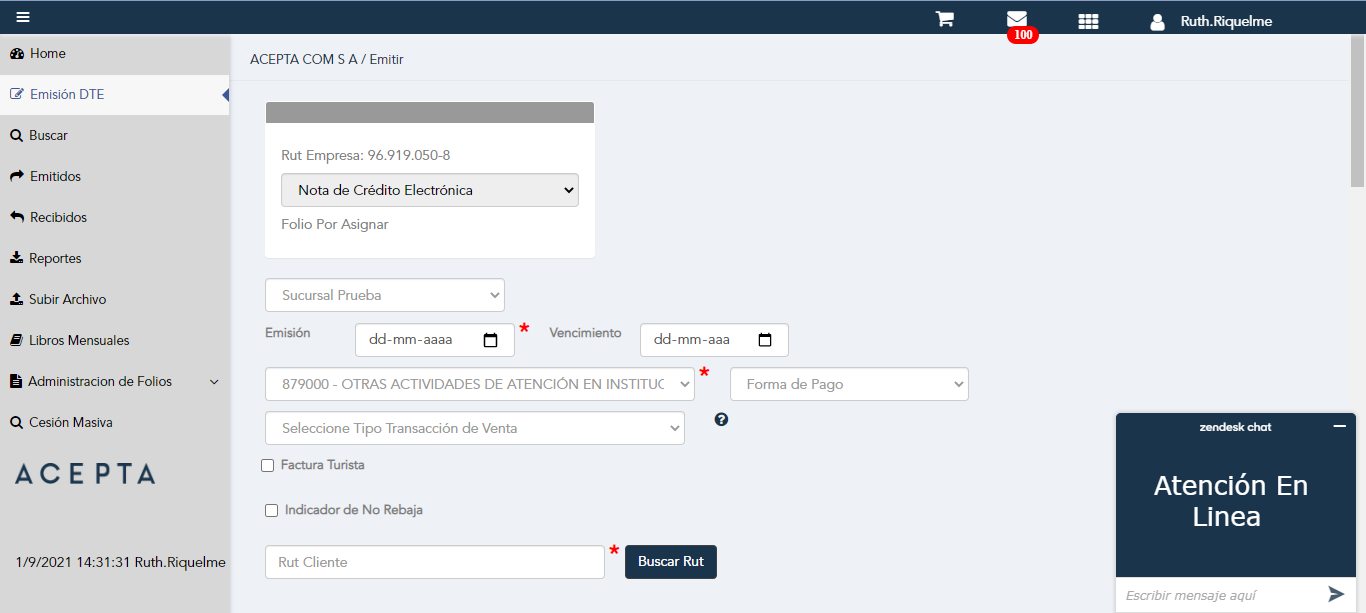 Ruth.Riquelme
100
Home
ACEPTA COM S A / Emitir
Emisión DTE
Buscar
Emitidos
Recibidos
Reportes
Subir Archivo
Libros Mensuales
Administracion de Folios
Cesión Masiva
ACEPTA
1/9/2021 14:31:31 Ruth.Riquelme
Rut Empresa: 96.919.050-8
Nota de Crédito Electrónica
Folio Por Asignar
Sucursal Prueba
Emisión dd-mm-aaaa * Vencimiento dd-mm-aaa
879000 - OTRAS ACTIVIDADES DE ATENCIÓN EN INSTITUC * Forma de Pago
Seleccione Tipo Transacción de Venta ?
Factura Turista
Indicador de No Rebaja
Rut Cliente * Buscar Rut
zendesk chat
Atención En
Linea
Escribir mensaje aquí